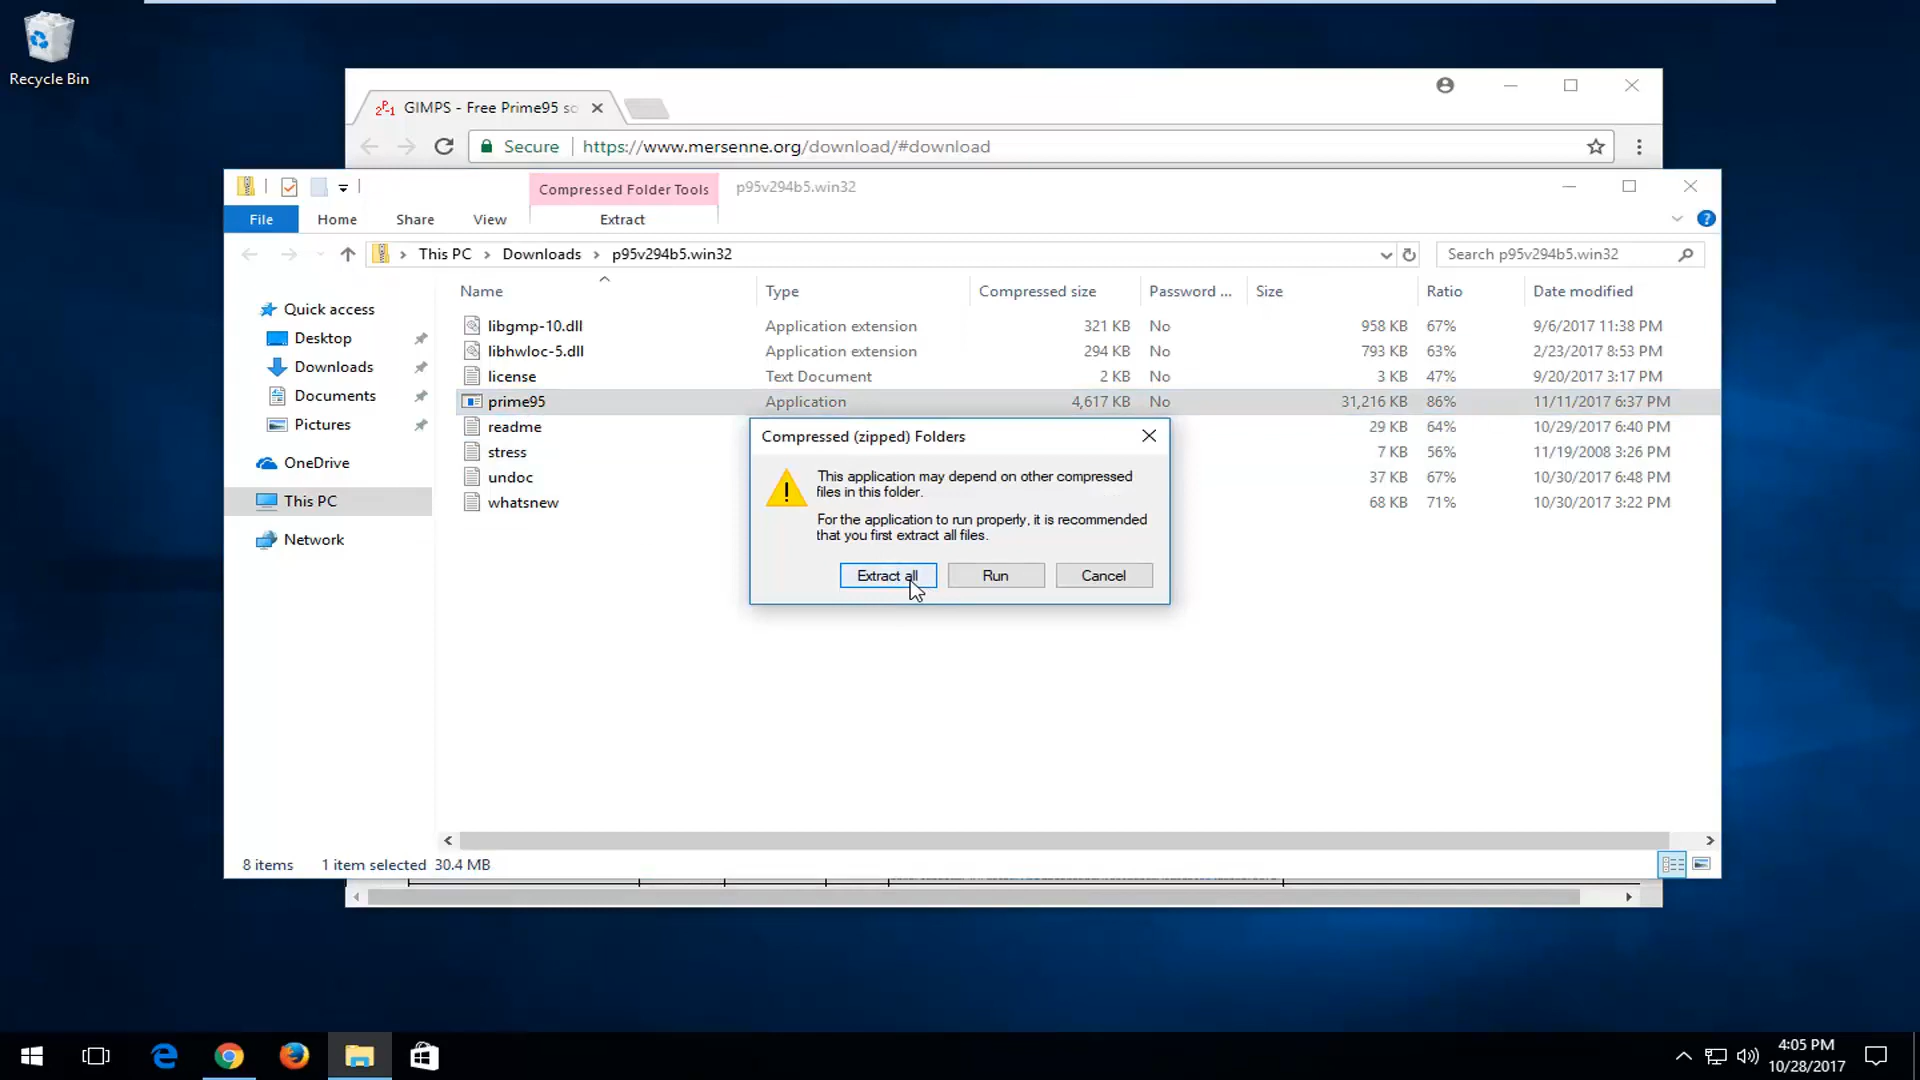 Recycle Bin
GIMPS - Free Prime95 so
Secure https://www.mersenne.org/download/#download
Compressed Folder Tools p95v294b5.win32
File Home Share View Extract
This PC Downloads p95v294b5.win32 Search p95v294b5.win32
Name Type Compressed size Password ... Size Ratio Date modified
Quick access
Desktop
Downloads
Documents
Pictures
OneDrive
This PC
Network
libgmp-10.dll Application extension 321 KB No 958 KB 67% 9/6/2017 11:38 PM
libhwloc-5.dll Application extension 294 KB No 793 KB 63% 2/23/2017 8:53 PM
license Text Document 2 KB No 3 KB 47% 9/20/2017 3:17 PM
prime95 Application 4,617 KB No 31,216 KB 86% 11/11/2017 6:37 PM
readme 29 KB 64% 10/29/2017 6:40 PM
stress 7 KB 56% 11/19/2008 3:26 PM
undoc 37 KB 67% 10/30/2017 6:48 PM
whatsnew 68 KB 71% 10/30/2017 3:22 PM
Compressed (zipped) Folders
This application may depend on other compressed
files in this folder.
For the application to run properly, it is recommended
that you first extract all files.
Extract all Run Cancel
8 items 1 item selected 30.4 MB
4:05 PM
10/28/2017